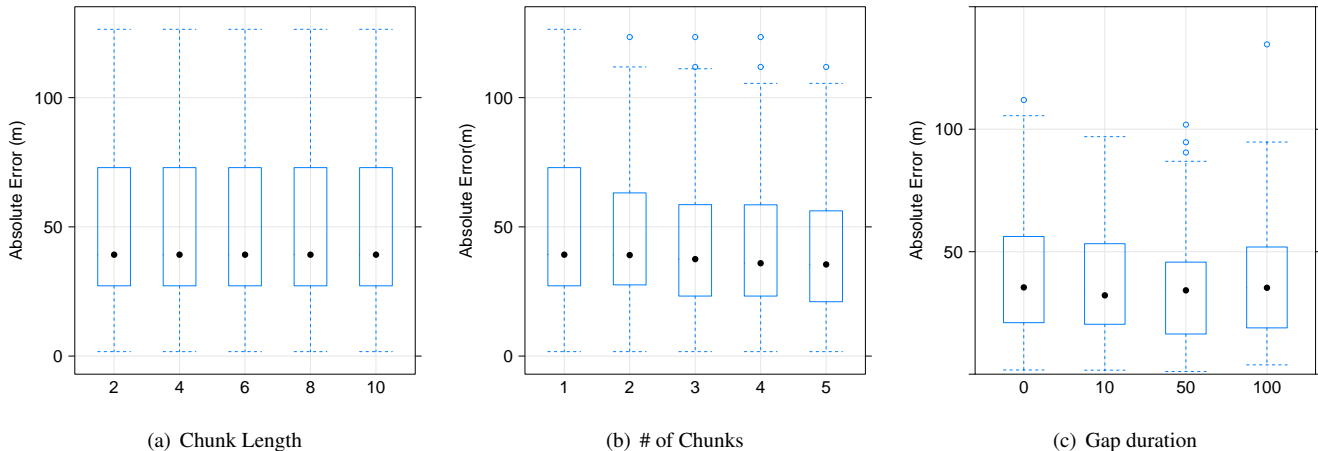 Absolute Error (m)
100
50
0
2 4 6 8 10
(a) Chunk Length
Absolute Error(m)
100
50
0
1 2 3 4 5
(b) # of Chunks
Absolute Error (m)
100
50
0 10 50 100
(c) Gap duration